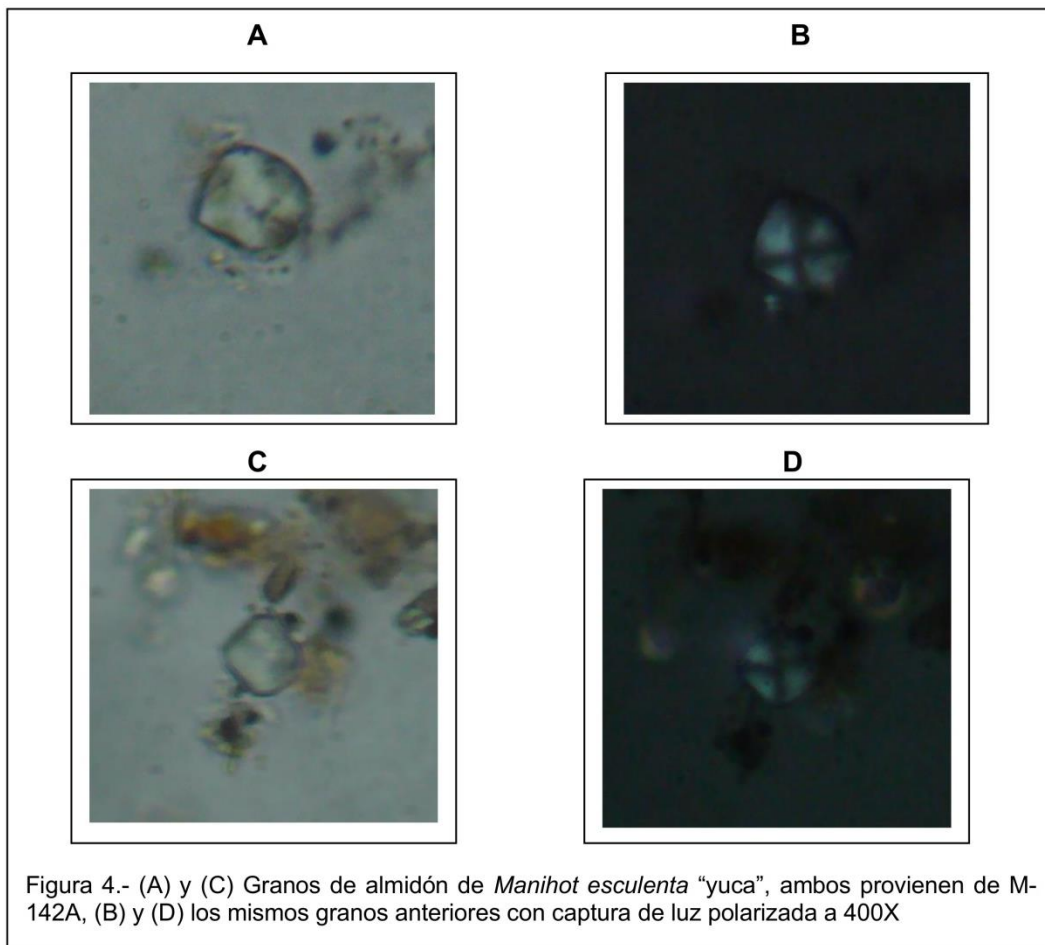 A
B
C
D
Figura 4.- (A) y (C) Granos de almidón de Manihot esculenta “yuca”, ambos provienen de M-
142A, (B) y (D) los mismos granos anteriores con captura de luz polarizada a 400X